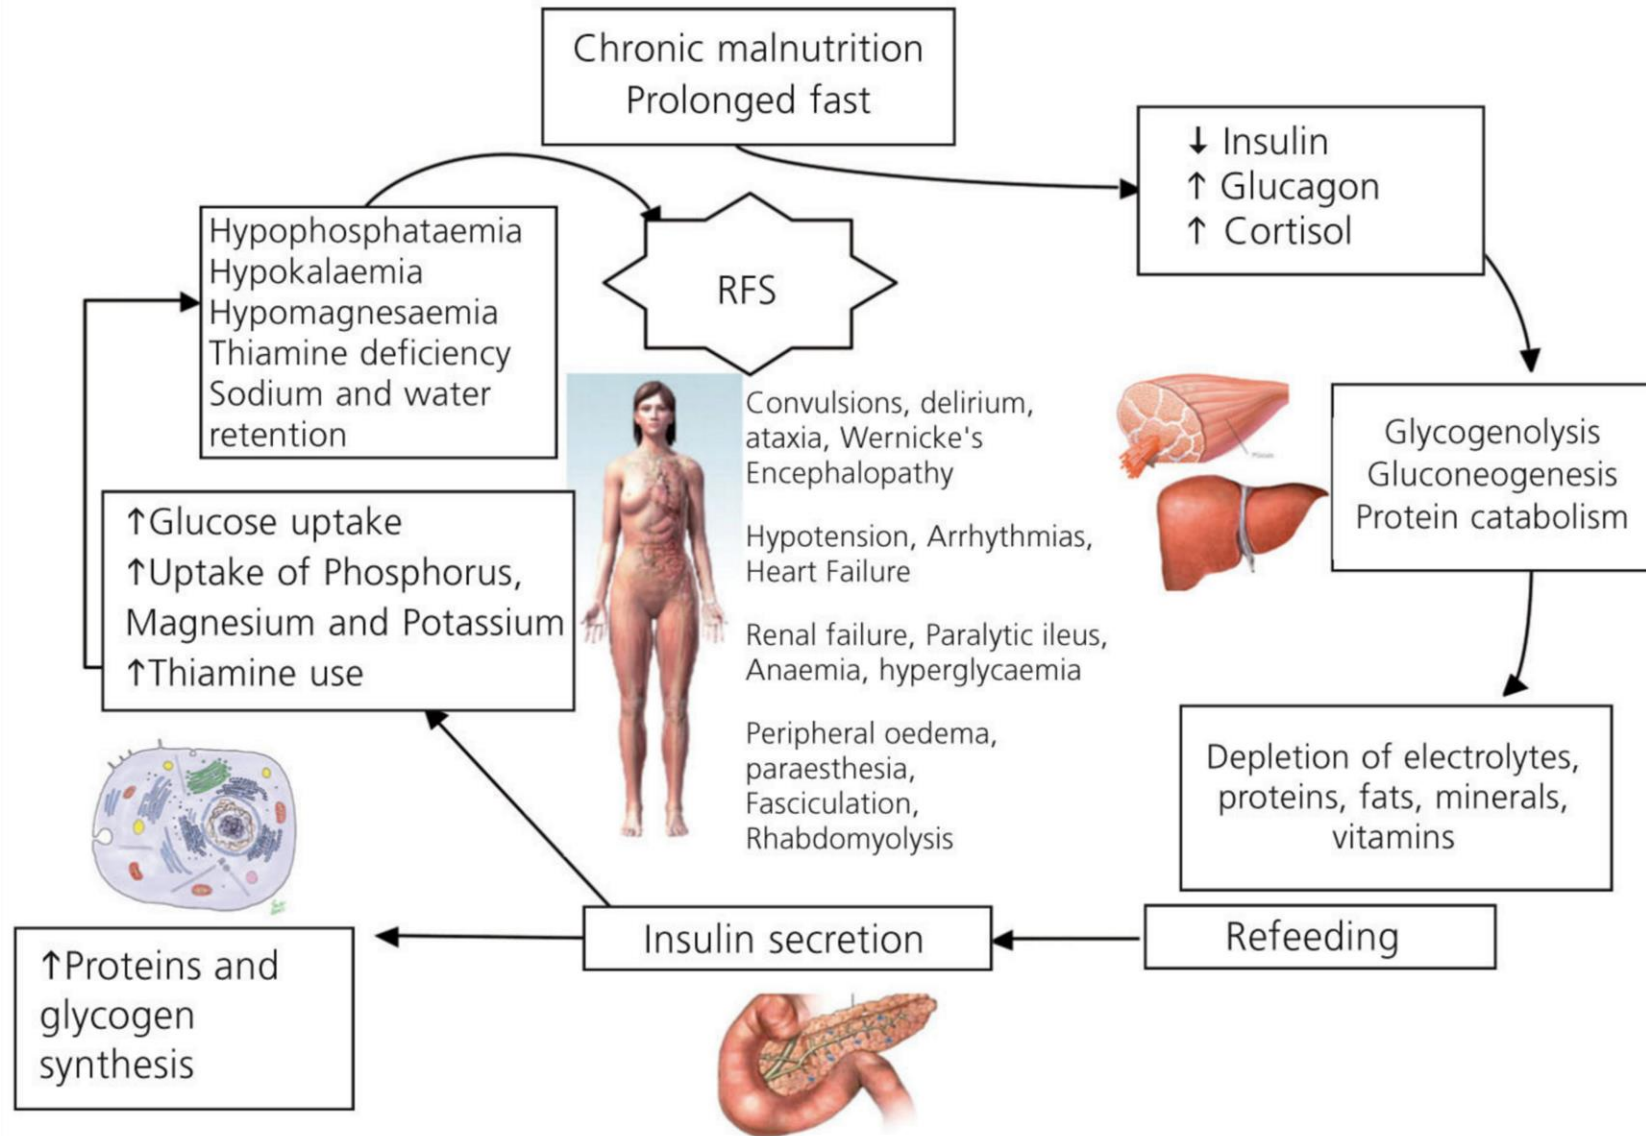 Chronic malnutrition
Prolonged fast
↓ Insulin
↑ Glucagon
↑ Cortisol
Hypophosphataemia
Hypokalaemia
Hypomagnesaemia
Thiamine deficiency
Sodium and water
retention
RFS
Convulsions, delirium,
ataxia, Wernicke's
Encephalopathy
Hypotension, Arrhythmias,
Heart Failure
Renal failure, Paralytic ileus,
Anaemia, hyperglycaemia
Peripheral oedema,
paraesthesia,
Fasciculation,
Rhabdomyolysis
Glycogenolysis
Gluconeogenesis
Protein catabolism
↑Glucose uptake
↑Uptake of Phosphorus,
Magnesium and Potassium
↑Thiamine use
Depletion of electrolytes,
proteins, fats, minerals,
vitamins
Refeeding
Insulin secretion
↑Proteins and
glycogen
synthesis